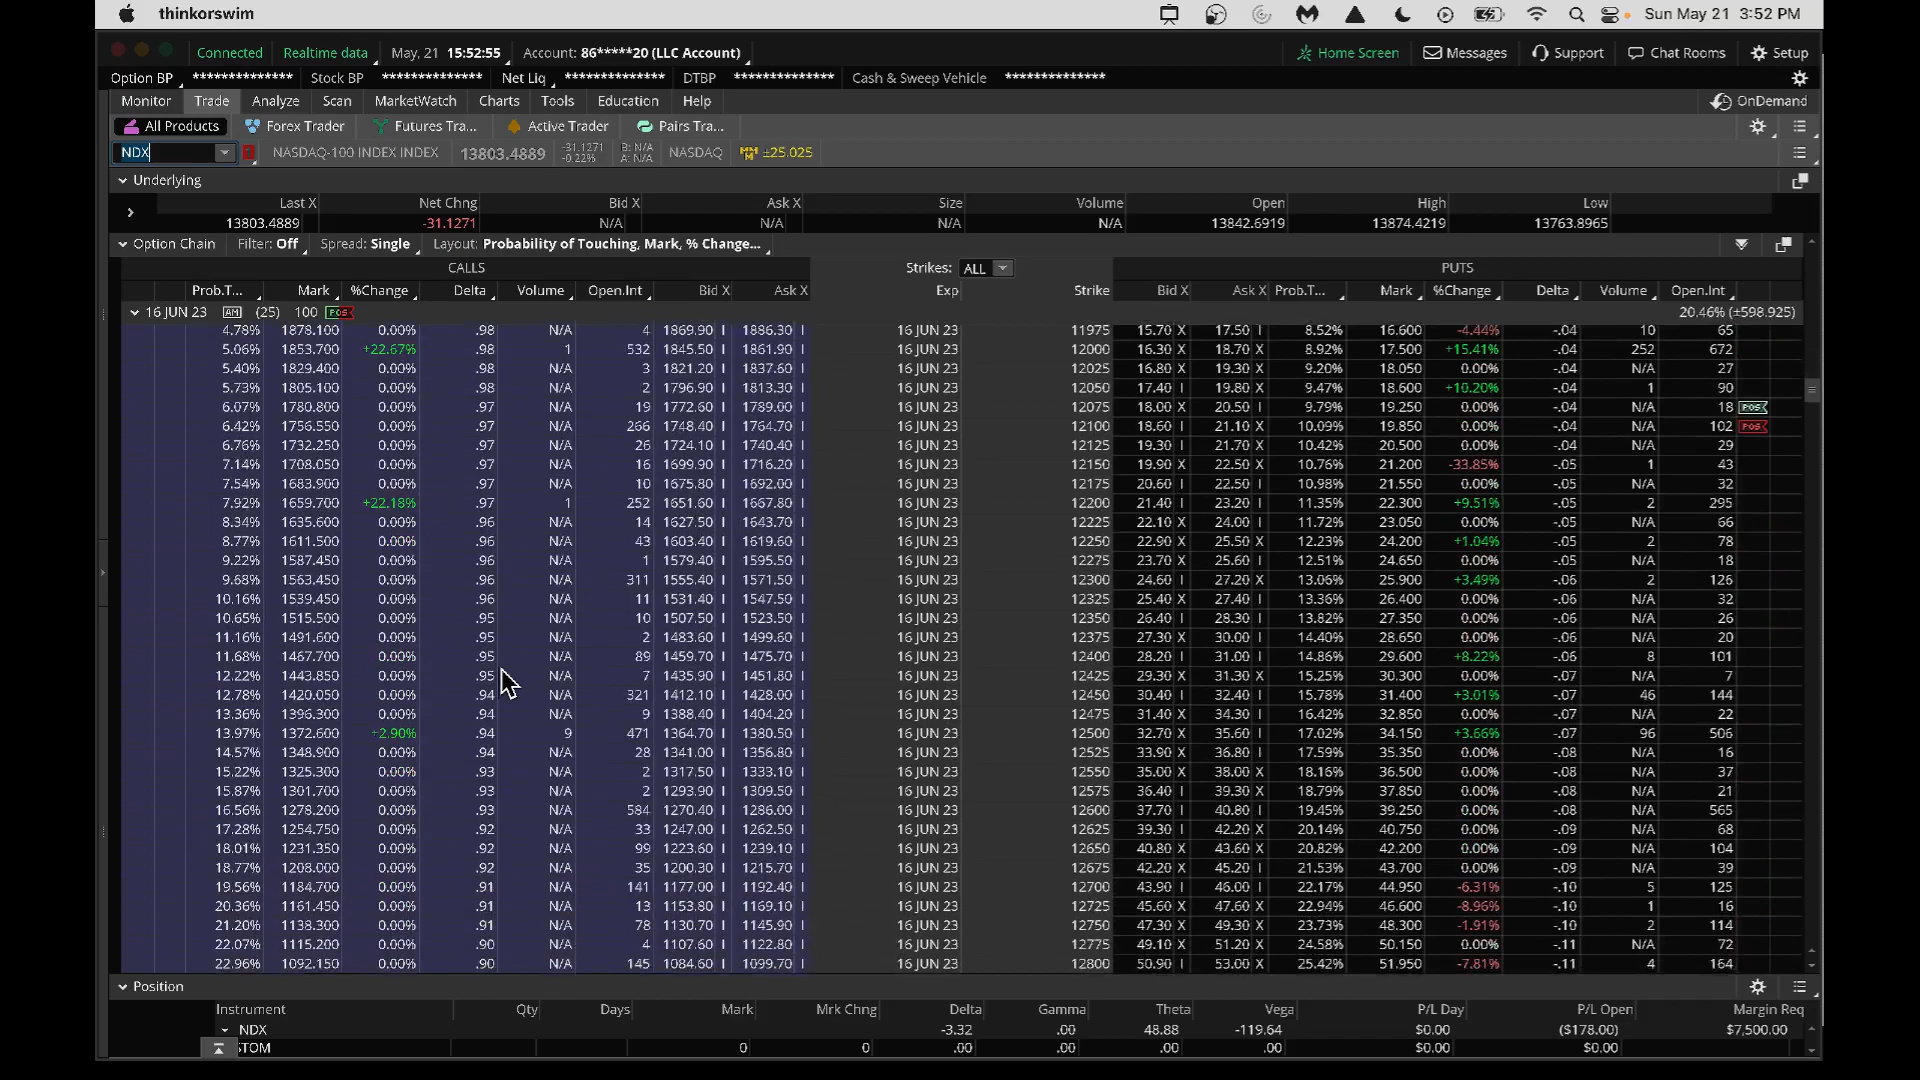 thinkorswim
Sun May 21 3:52 PM
Connected Realtime data May, 21 15:52:55 Account: 86*****20 (LLC Account) Home Screen Messages Support Chat Rooms Setup
Option BP ************** Stock BP ************** Net Liq ************** DTBP ************** Cash & Sweep Vehicle **************
Monitor Trade Analyze Scan MarketWatch Charts Tools Education Help OnDemand
All Products Forex Trader Futures Tra... Active Trader Pairs Tra...
NDX NASDAQ-100 INDEX INDEX 13803.4889 -31.1271 -0.22% B: N/A A: N/A NASDAQ ±25.025
Underlying
Last X Net Chng Bid X Ask X Size Volume Open High Low
13803.4889 -31.1271 N/A N/A N/A N/A 13842.6919 13874.4219 13763.8965
Option Chain Filter: Off Spread: Single Layout: Probability of Touching, Mark, % Change...
CALLS Strikes: ALL PUTS
Prob.T... Mark %Change Delta Volume Open.Int Bid X Ask X Exp Strike Bid X Ask X Prob.T... Mark %Change Delta Volume Open.Int
16 JUN 23 AM (25) 100 POS 20.46% (±598.925)
4.78% 1878.100 0.00% .98 N/A 4 1869.90 I 1886.30 I 16 JUN 23 11975 15.70 X 17.50 I 8.52% 16.600 -4.44% -.04 10 65
5.06% 1853.700 +22.67% .98 1 532 1845.50 I 1861.90 I 16 JUN 23 12000 16.30 X 18.70 X 8.92% 17.500 +15.41% -.04 252 672
5.40% 1829.400 0.00% .98 N/A 3 1821.20 I 1837.60 I 16 JUN 23 12025 16.80 X 19.30 X 9.20% 18.050 0.00% -.04 N/A 27
5.73% 1805.100 0.00% .98 N/A 2 1796.90 I 1813.30 I 16 JUN 23 12050 17.40 I 19.80 X 9.47% 18.600 +10.20% -.04 1 90
6.07% 1780.800 0.00% .97 N/A 19 1772.60 I 1789.00 I 16 JUN 23 12075 18.00 X 20.50 I 9.79% 19.250 0.00% -.04 N/A 18 POS
6.42% 1756.550 0.00% .97 N/A 266 1748.40 I 1764.70 I 16 JUN 23 12100 18.60 I 21.10 X 10.09% 19.850 0.00% -.04 N/A 102 POS
6.76% 1732.250 0.00% .97 N/A 26 1724.10 I 1740.40 I 16 JUN 23 12125 19.30 I 21.70 X 10.42% 20.500 0.00% -.04 N/A 29
7.14% 1708.050 0.00% .97 N/A 16 1699.90 I 1716.20 I 16 JUN 23 12150 19.90 X 22.50 I 10.76% 21.200 -33.85% -.05 1 43
7.54% 1683.900 0.00% .97 N/A 10 1675.80 I 1692.00 I 16 JUN 23 12175 20.60 I 22.50 I 10.98% 21.550 0.00% -.05 N/A 32
7.92% 1659.700 +22.18% .97 1 252 1651.60 I 1667.80 I 16 JUN 23 12200 21.40 I 23.20 I 11.35% 22.300 +9.51% -.05 2 295
8.34% 1635.600 0.00% .96 N/A 14 1627.50 I 1643.70 I 16 JUN 23 12225 22.10 X 24.00 I 11.72% 23.050 0.00% -.05 N/A 66
8.77% 1611.500 0.00% .96 N/A 43 1603.40 I 1619.60 I 16 JUN 23 12250 22.90 X 25.50 X 12.23% 24.200 +1.04% -.05 2 78
9.22% 1587.450 0.00% .96 N/A 1 1579.40 I 1595.50 I 16 JUN 23 12275 23.70 X 25.60 I 12.51% 24.650 0.00% -.05 N/A 18
9.68% 1563.450 0.00% .96 N/A 311 1555.40 I 1571.50 I 16 JUN 23 12300 24.60 I 27.20 X 13.06% 25.900 +3.49% -.06 2 126
10.16% 1539.450 0.00% .96 N/A 11 1531.40 I 1547.50 I 16 JUN 23 12325 25.40 X 27.40 I 13.36% 26.400 0.00% -.06 N/A 32
10.65% 1515.500 0.00% .95 N/A 10 1507.50 I 1523.50 I 16 JUN 23 12350 26.40 I 28.30 I 13.82% 27.350 0.00% -.06 N/A 26
11.16% 1491.600 0.00% .95 N/A 2 1483.60 I 1499.60 I 16 JUN 23 12375 27.30 X 30.00 I 14.40% 28.650 0.00% -.06 N/A 20
11.68% 1467.700 0.00% .95 N/A 89 1459.70 I 1475.70 I 16 JUN 23 12400 28.20 I 31.00 I 14.86% 29.600 +8.22% -.06 8 101
12.22% 1443.850 0.00% .95 N/A 7 1435.90 I 1451.80 I 16 JUN 23 12425 29.30 X 31.30 X 15.25% 30.300 0.00% -.07 N/A 7
12.78% 1420.050 0.00% .94 N/A 321 1412.10 I 1428.00 I 16 JUN 23 12450 30.40 I 32.40 I 15.78% 31.400 +3.01% -.07 46 144
13.36% 1396.300 0.00% .94 N/A 9 1388.40 I 1404.20 I 16 JUN 23 12475 31.40 X 34.30 I 16.42% 32.850 0.00% -.07 N/A 22
13.97% 1372.600 +2.90% .94 9 471 1364.70 I 1380.50 I 16 JUN 23 12500 32.70 X 35.60 I 17.02% 34.150 +3.66% -.07 96 506
14.57% 1348.900 0.00% .94 N/A 28 1341.00 I 1356.80 I 16 JUN 23 12525 33.90 X 36.80 I 17.59% 35.350 0.00% -.08 N/A 16
15.22% 1325.300 0.00% .93 N/A 2 1317.50 I 1333.10 I 16 JUN 23 12550 35.00 X 38.00 X 18.16% 36.500 0.00% -.08 N/A 37
15.87% 1301.700 0.00% .93 N/A 2 1293.90 I 1309.50 I 16 JUN 23 12575 36.40 I 39.30 X 18.79% 37.850 0.00% -.08 N/A 21
16.56% 1278.200 0.00% .93 N/A 584 1270.40 I 1286.00 I 16 JUN 23 12600 37.70 I 40.80 I 19.45% 39.250 0.00% -.08 N/A 565
17.28% 1254.750 0.00% .92 N/A 33 1247.00 I 1262.50 I 16 JUN 23 12625 39.30 I 42.20 X 20.14% 40.750 0.00% -.09 N/A 68
18.01% 1231.350 0.00% .92 N/A 99 1223.60 I 1239.10 I 16 JUN 23 12650 40.80 X 43.60 X 20.82% 42.200 0.00% -.09 N/A 104
18.77% 1208.000 0.00% .92 N/A 35 1200.30 I 1215.70 I 16 JUN 23 12675 42.20 X 45.20 I 21.53% 43.700 0.00% -.09 N/A 39
19.56% 1184.700 0.00% .91 N/A 141 1177.00 I 1192.40 I 16 JUN 23 12700 43.90 I 46.00 I 22.17% 44.950 -6.31% -.10 5 125
20.36% 1161.450 0.00% .91 N/A 13 1153.80 I 1169.10 I 16 JUN 23 12725 45.60 X 47.60 X 22.94% 46.600 -8.96% -.10 1 16
21.20% 1138.300 0.00% .91 N/A 78 1130.70 I 1145.90 I 16 JUN 23 12750 47.30 X 49.30 X 23.73% 48.300 -1.91% -.10 2 114
22.07% 1115.200 0.00% .90 N/A 4 1107.60 I 1122.80 I 16 JUN 23 12775 49.10 X 51.20 X 24.58% 50.150 0.00% -.11 N/A 72
22.96% 1092.150 0.00% .90 N/A 145 1084.60 I 1099.70 I 16 JUN 23 12800 50.90 I 53.00 X 25.42% 51.950 -7.81% -.11 4 164
Position
Instrument Qty Days Mark Mrk Chng Delta Gamma Theta Vega P/L Day P/L Open Margin Req
NDX -3.32 .00 48.88 -119.64 $0.00 ($178.00) $7,500.00
STOM 0 0 .00 .00 .00 .00 $0.00 $0.00